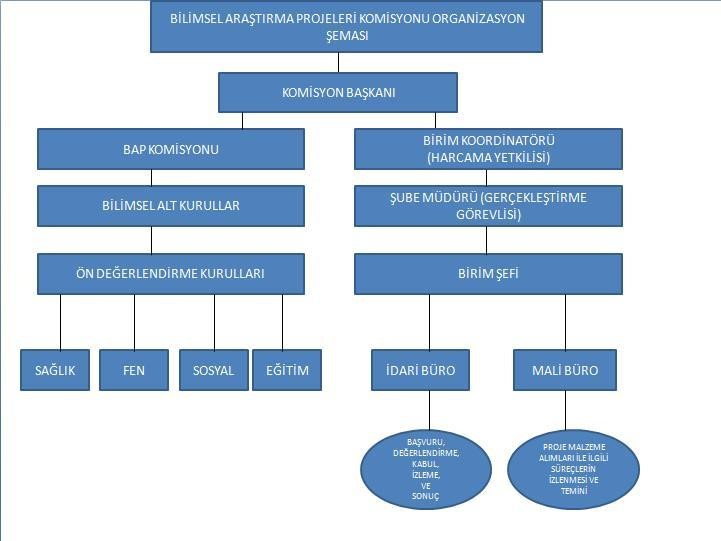 BİLİMSEL ARAŞTIRMA PROJELERİ KOMİSYONU ORGANİZASYON
ŞEMASI
KOMİSYON BAŞKANI
BAP KOMİSYONU
BİRİM KOORDİNATÖRÜ
(HARCAMA YETKİLİSİ)
BİLİMSEL ALT KURULLAR
ŞUBE MÜDÜRÜ (GERÇEKLEŞTİRME
GÖREVLİSİ)
ÖN DEĞERLENDİRME KURULLARI
BİRİM ŞEFİ
SAĞLIK
FEN
SOSYAL
EĞİTİM
İDARİ BÜRO
MALİ BÜRO
BAŞVURU,
DEĞERLENDİRME,
KABUL,
İZLEME,
VE
SONUÇ
PROJE MALZEME
ALIMLARI İLE İLGİLİ
SÜREÇLERİN
İZLENMESİ VE
TEMİNİ